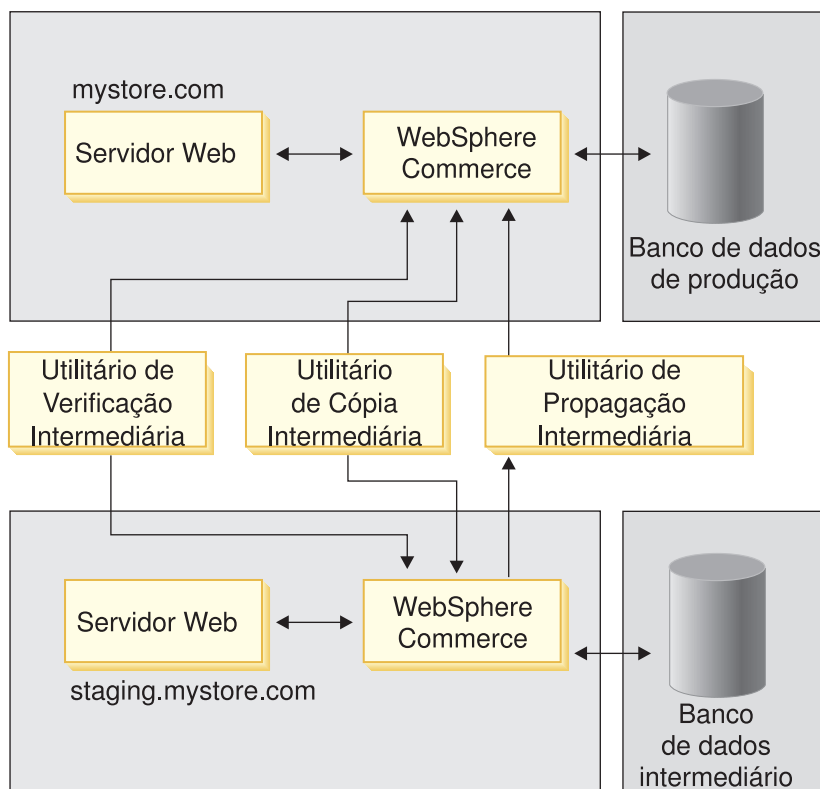 mystore.com
Servidor Web
WebSphere
Commerce
Banco de dados
de produção
Utilitário de
Verificação
Intermediária
Utilitário
de Cópia
Intermediária
Utilitário de
Propagação
Intermediária
Servidor Web
WebSphere
Commerce
staging.mystore.com
Banco
de dados
intermediário